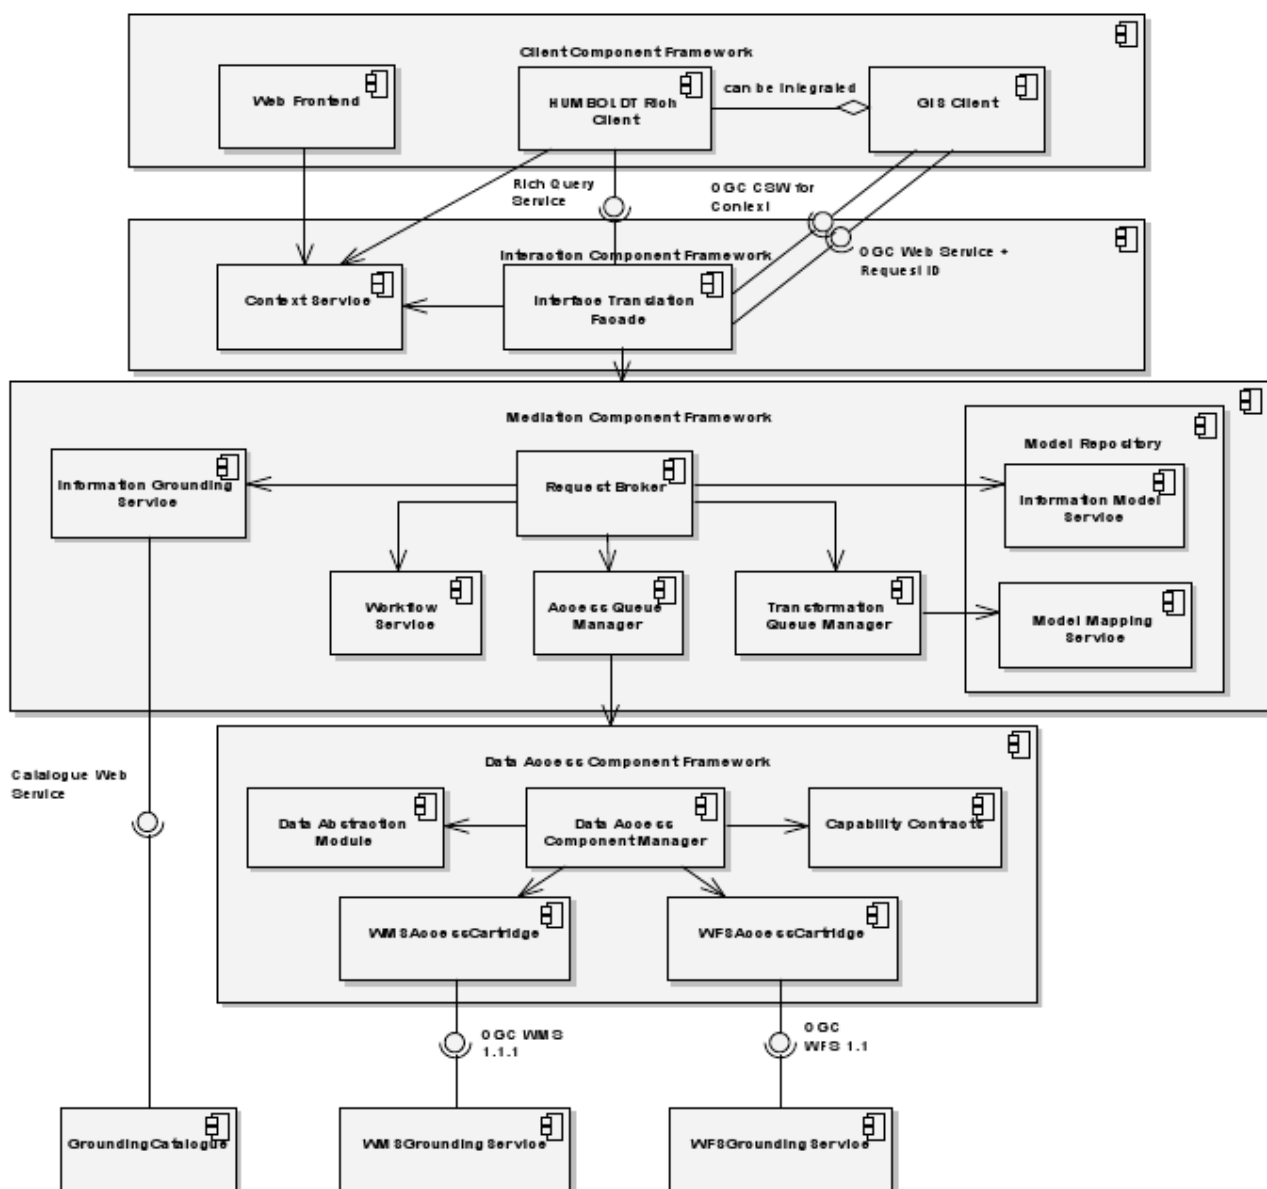 Client Component Framework
Web Frontend
HUMBOLDT Rich
Client
can be integrated
GIS Client
Rich Query
Service
OGC CSW for
Context
Interaction Component Framework
OGC Web Service +
Request ID
Context Service
Interface Translation
Facade
Mediation Component Framework
Model Repository
Information Grounding
Service
Request Broker
Information Model
Service
Workflow
Service
Access Queue
Manager
Transformation
Queue Manager
Model Mapping
Service
Data Access Component Framework
Catalogue Web
Service
Data Abstraction
Module
Data Access
Component Manager
Capability Contracts
WMSAccessCartridge
WFSAccessCartridge
OGC WMS
1.1.1
OGC
WFS 1.1
GroundingCatalogue
WMSGroundingService
WFSGroundingService